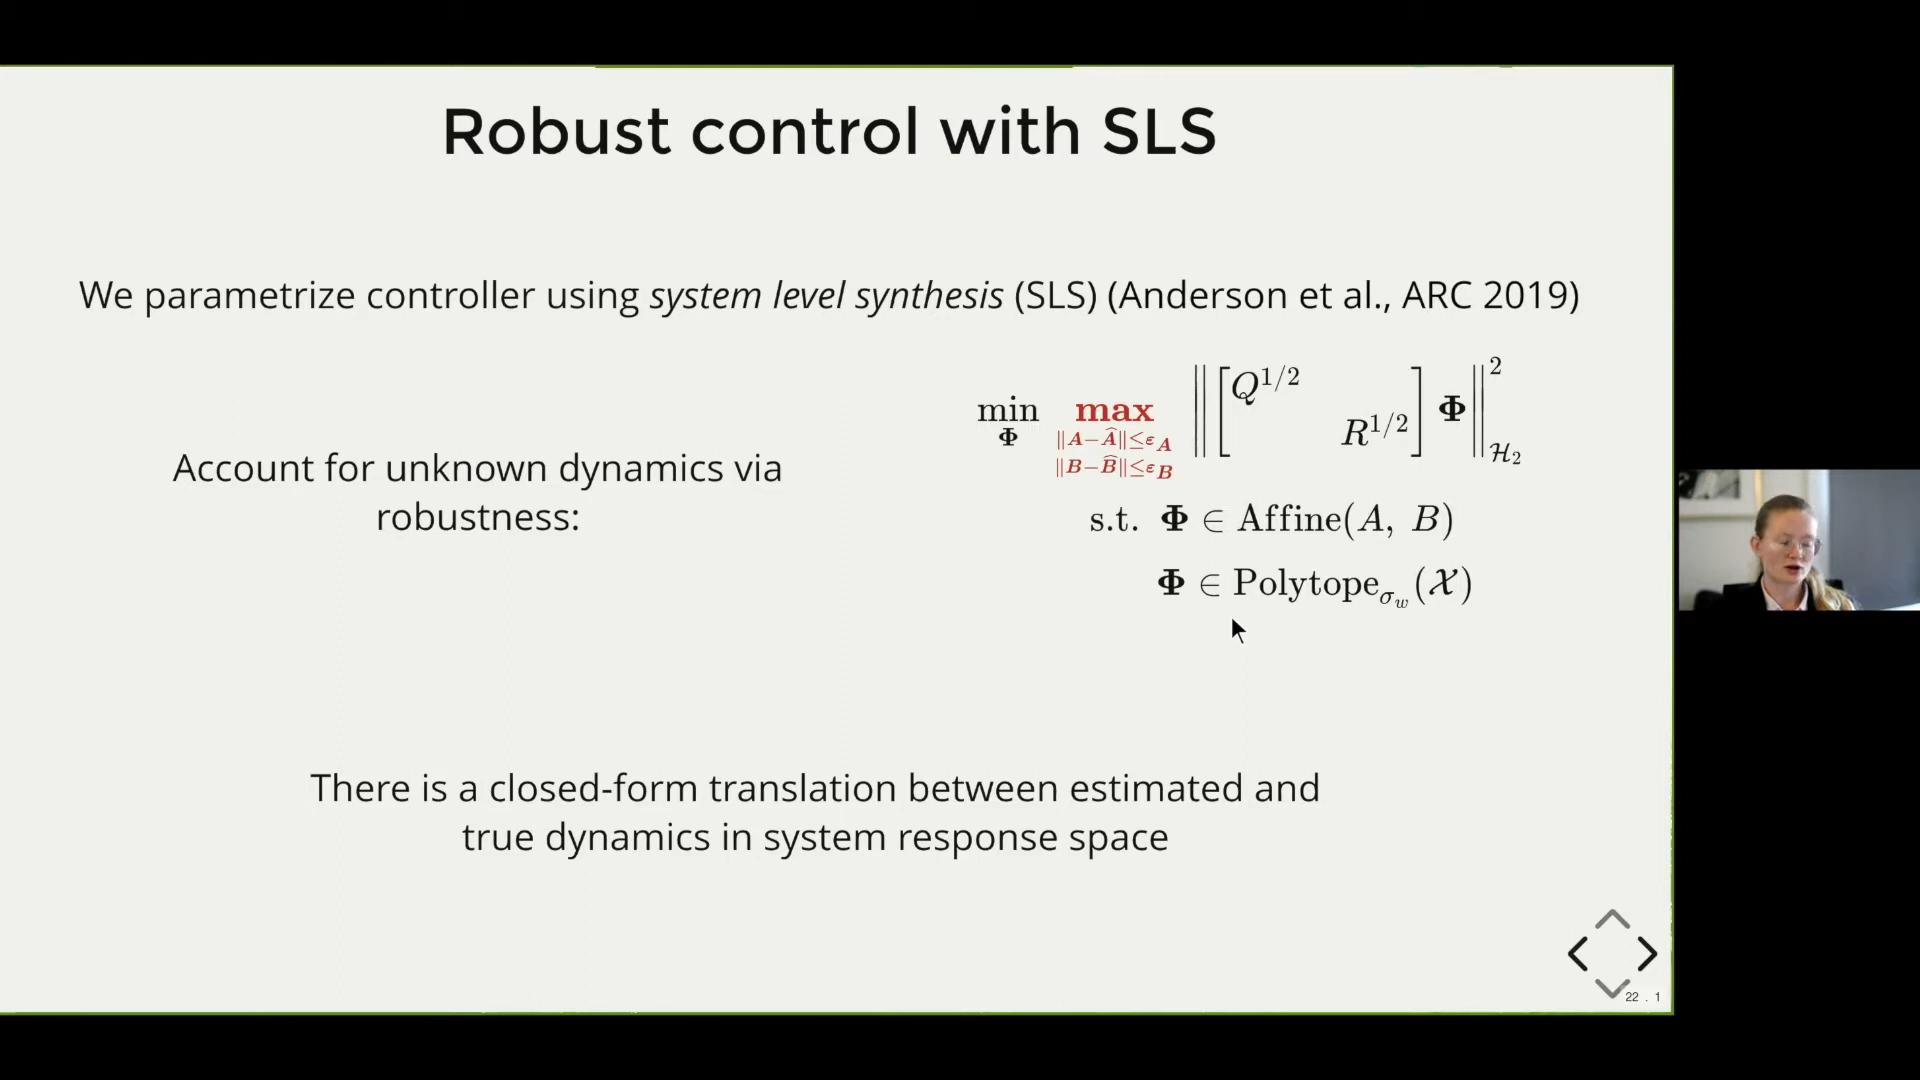 Robust control with SLS
We parametrize controller using system level synthesis (SLS) (Anderson et al., ARC 2019)
Account for unknown dynamics via
robustness:
min_Φ max_{‖A−Â‖≤ε_A, ‖B−B̂‖≤ε_B} ‖[Q^{1/2} R^{1/2}] Φ‖²_{ℋ₂}
s.t. Φ ∈ Affine(A, B)
Φ ∈ Polytope_{σ_w}(𝒳)
There is a closed-form translation between estimated and
true dynamics in system response space
22 . 1